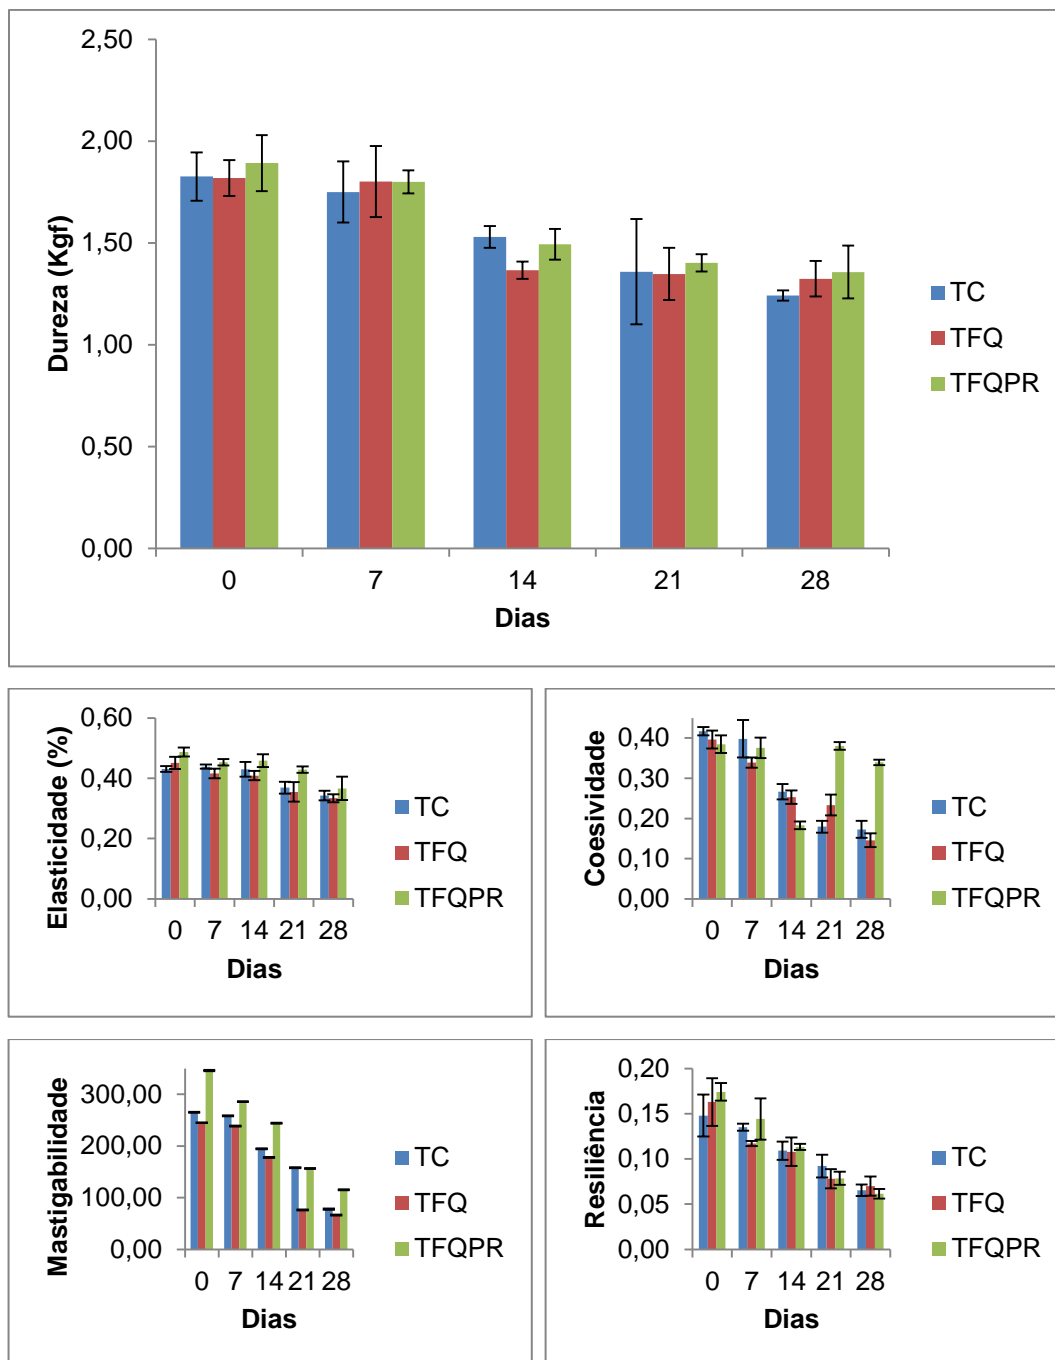 Dureza (Kgf)
2,50
2,00
1,50
1,00
0,50
0,00
0 7 14 21 28
Dias
TC
TFQ
TFQPR
Elasticidade (%)
0,60
0,40
0,20
0,00
0 7 14 21 28
Dias
TC
TFQ
TFQPR
Coesividade
0,40
0,30
0,20
0,10
0,00
0 7 14 21 28
Dias
TC
TFQ
TFQPR
Mastigabilidade
300,00
200,00
100,00
0,00
0 7 14 21 28
Dias
TC
TFQ
TFQPR
Resiliência
0,20
0,15
0,10
0,05
0,00
0 7 14 21 28
Dias
TC
TFQ
TFQPR